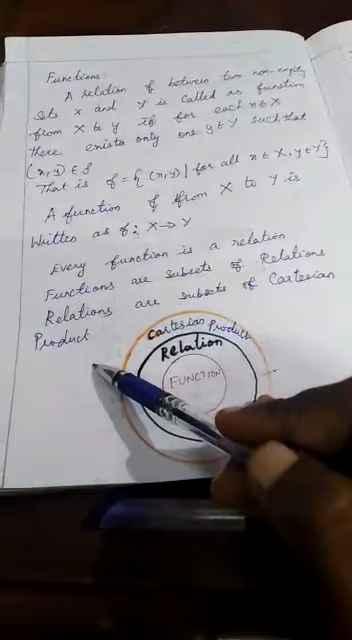 Functions
A relation f between two non-empty
sets x and y is called as function
from X to y if for each x ∈ X
there exists only one y ∈ Y such that
(x, y) ∈ f
That is f = { (x, y) | for all x ∈ X, y ∈ Y}
A function f from X to Y is
Written as f : X → Y
Every function is a relation
Functions are subsets of Relations
Relations are subsets of Cartesian
Product
Cartesian Product
Relation
FUNCTION